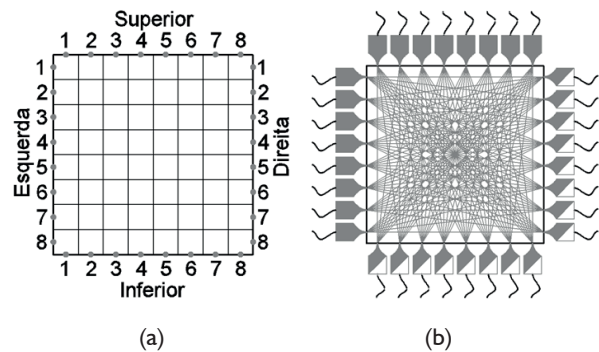 Superior
1 2 3 4 5 6 7 8
Esquerda
1 2 3 4 5 6 7 8
1 2 3 4 5 6 7 8
Direita
1 2 3 4 5 6 7 8
Inferior
(a)
(b)